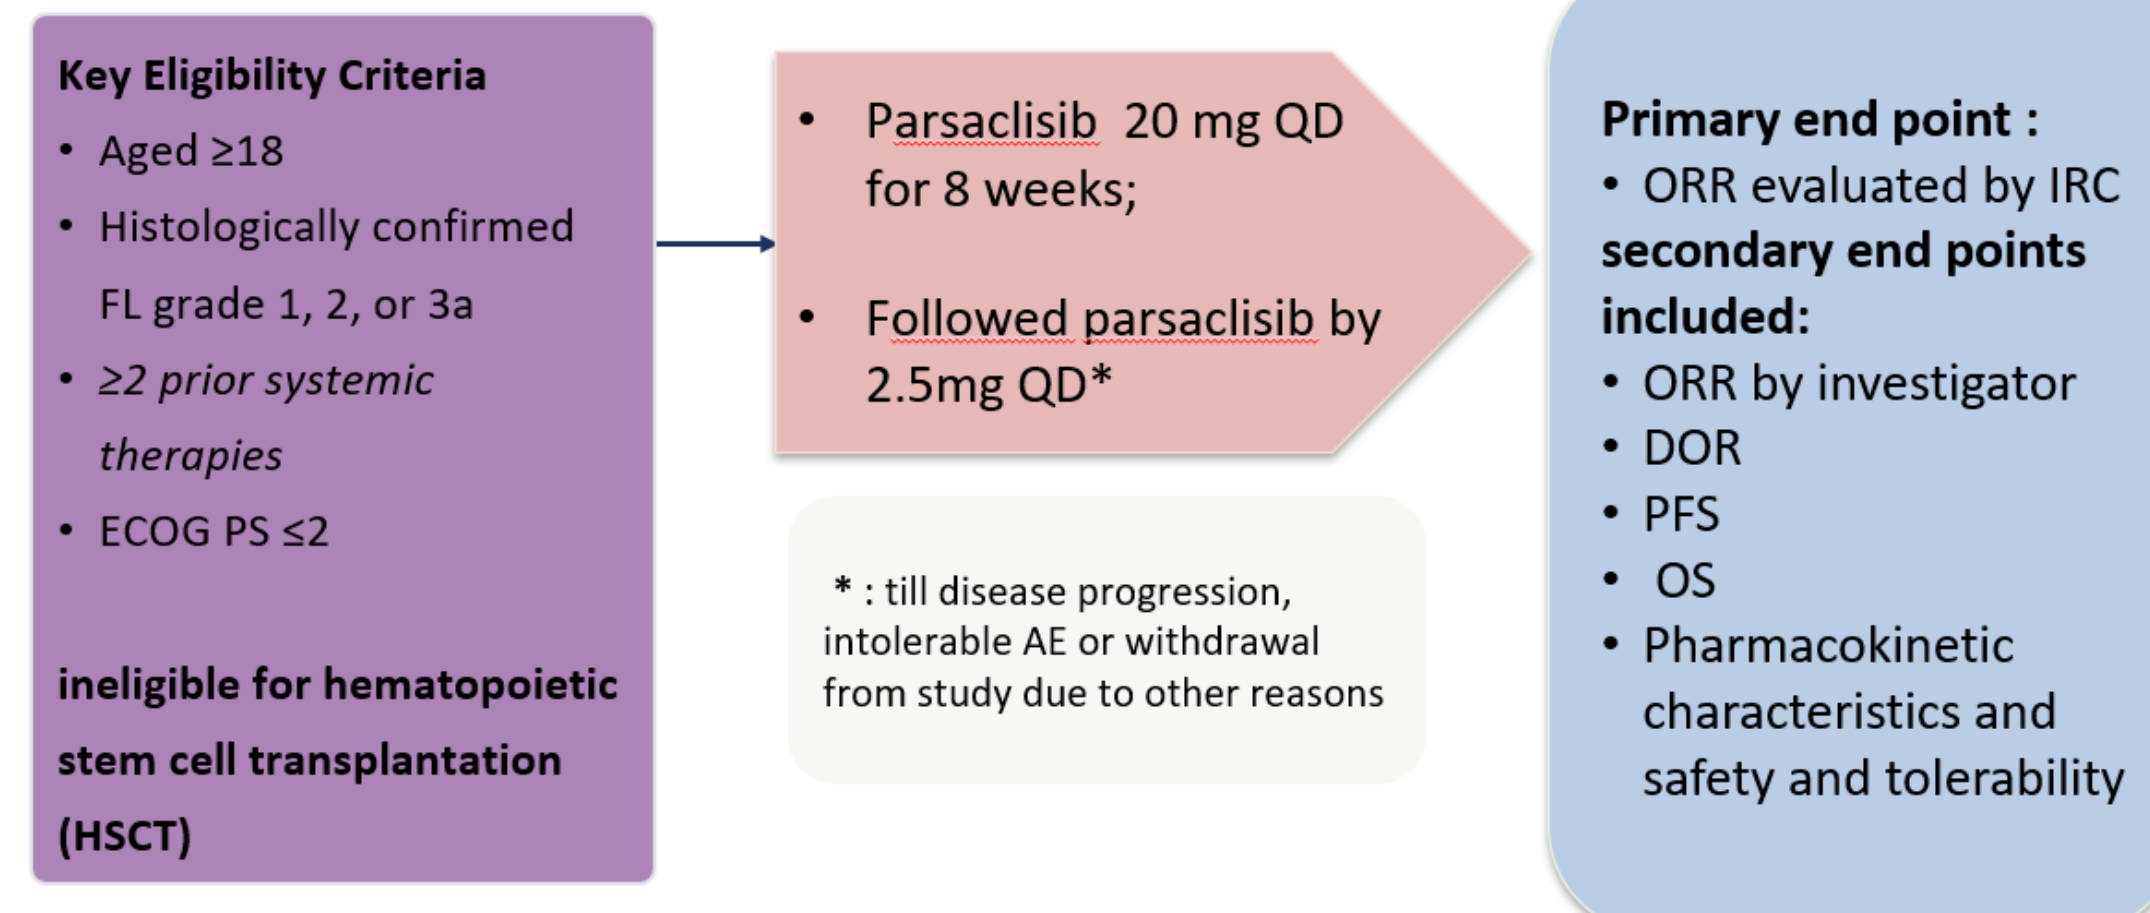 Key Eligibility Criteria
• Aged ≥18
• Histologically confirmed
FL grade 1, 2, or 3a
• ≥2 prior systemic
therapies
• ECOG PS ≤2
ineligible for hematopoietic
stem cell transplantation
(HSCT)
• Parsaclisib 20 mg QD
for 8 weeks;
• Followed parsaclisib by
2.5mg QD*
* : till disease progression,
intolerable AE or withdrawal
from study due to other reasons
Primary end point :
• ORR evaluated by IRC
secondary end points
included:
• ORR by investigator
• DOR
• PFS
• OS
• Pharmacokinetic
characteristics and
safety and tolerability